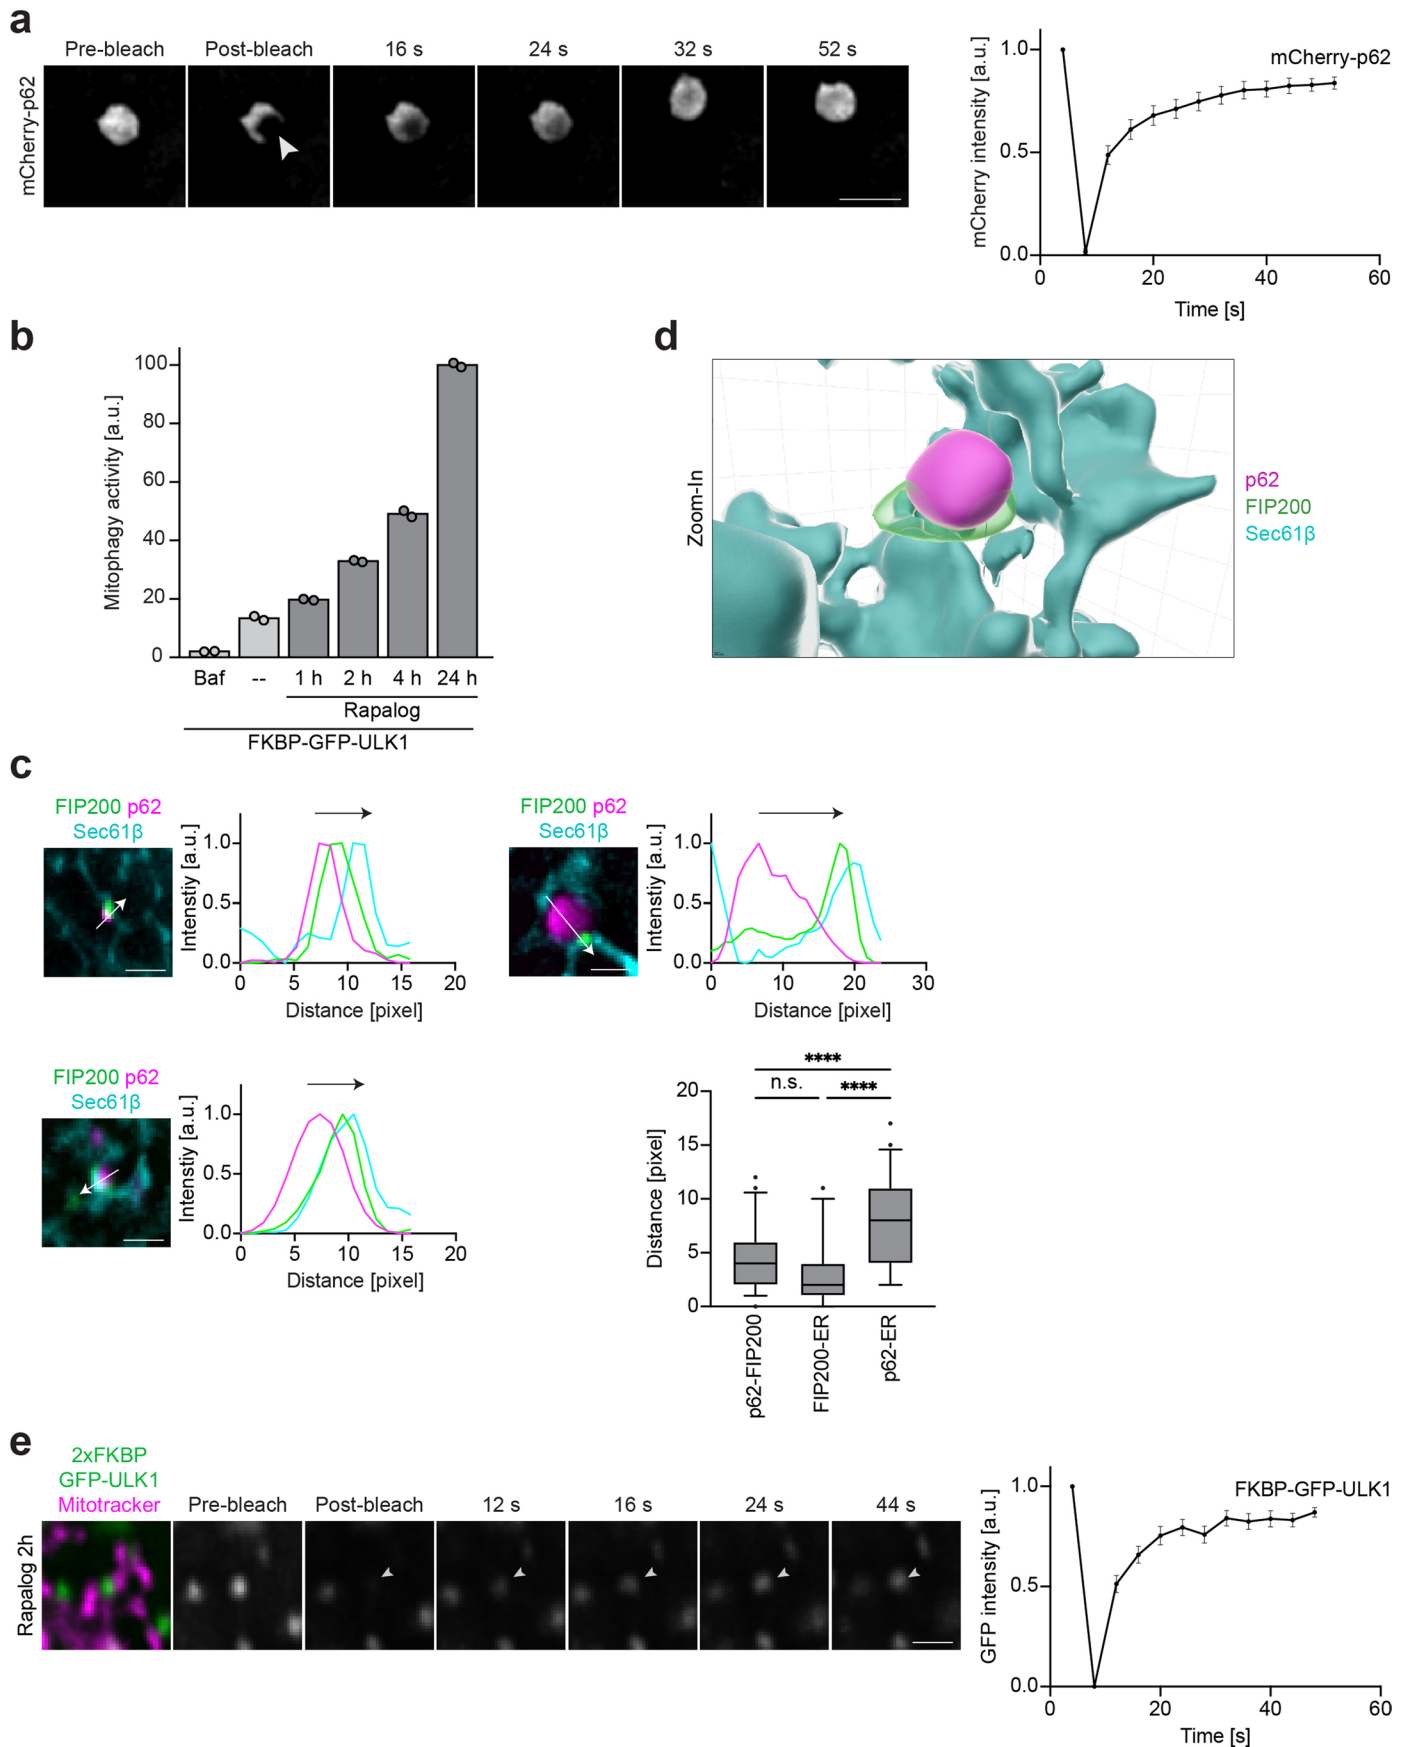 a
Pre-bleach Post-bleach 16 s 24 s 32 s 52 s
mCherry-p62
mCherry intensity [a.u.]
1.0
0.5
0.0
mCherry-p62
0 20 40 60
Time [s]
b
Mitophagy activity [a.u.]
100
80
60
40
20
0
Baf -- 1 h 2 h 4 h 24 h
Rapalog
FKBP-GFP-ULK1
d
Zoom-In
p62
FIP200
Sec61β
c
FIP200 p62
Sec61β
Intenstiy [a.u.]
1.0
0.5
0.0
0 5 10 15 20
Distance [pixel]
FIP200 p62
Sec61β
Intenstiy [a.u.]
1.0
0.5
0.0
0 10 20 30
Distance [pixel]
FIP200 p62
Sec61β
Intenstiy [a.u.]
1.0
0.5
0.0
0 5 10 15 20
Distance [pixel]
****
n.s. ****
Distance [pixel]
20
15
10
5
0
p62-FIP200
FIP200-ER
p62-ER
e
2xFKBP
GFP-ULK1
Mitotracker Pre-bleach Post-bleach 12 s 16 s 24 s 44 s
Rapalog 2h
GFP intensity [a.u.]
1.0
0.5
0.0
FKBP-GFP-ULK1
0 20 40 60
Time [s]